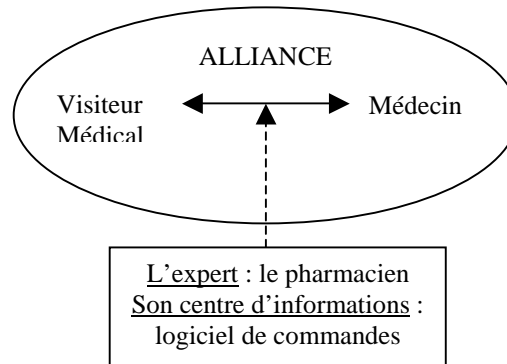 ALLIANCE
Visiteur
Médical
Médecin
L'expert : le pharmacien
Son centre d'informations :
logiciel de commandes